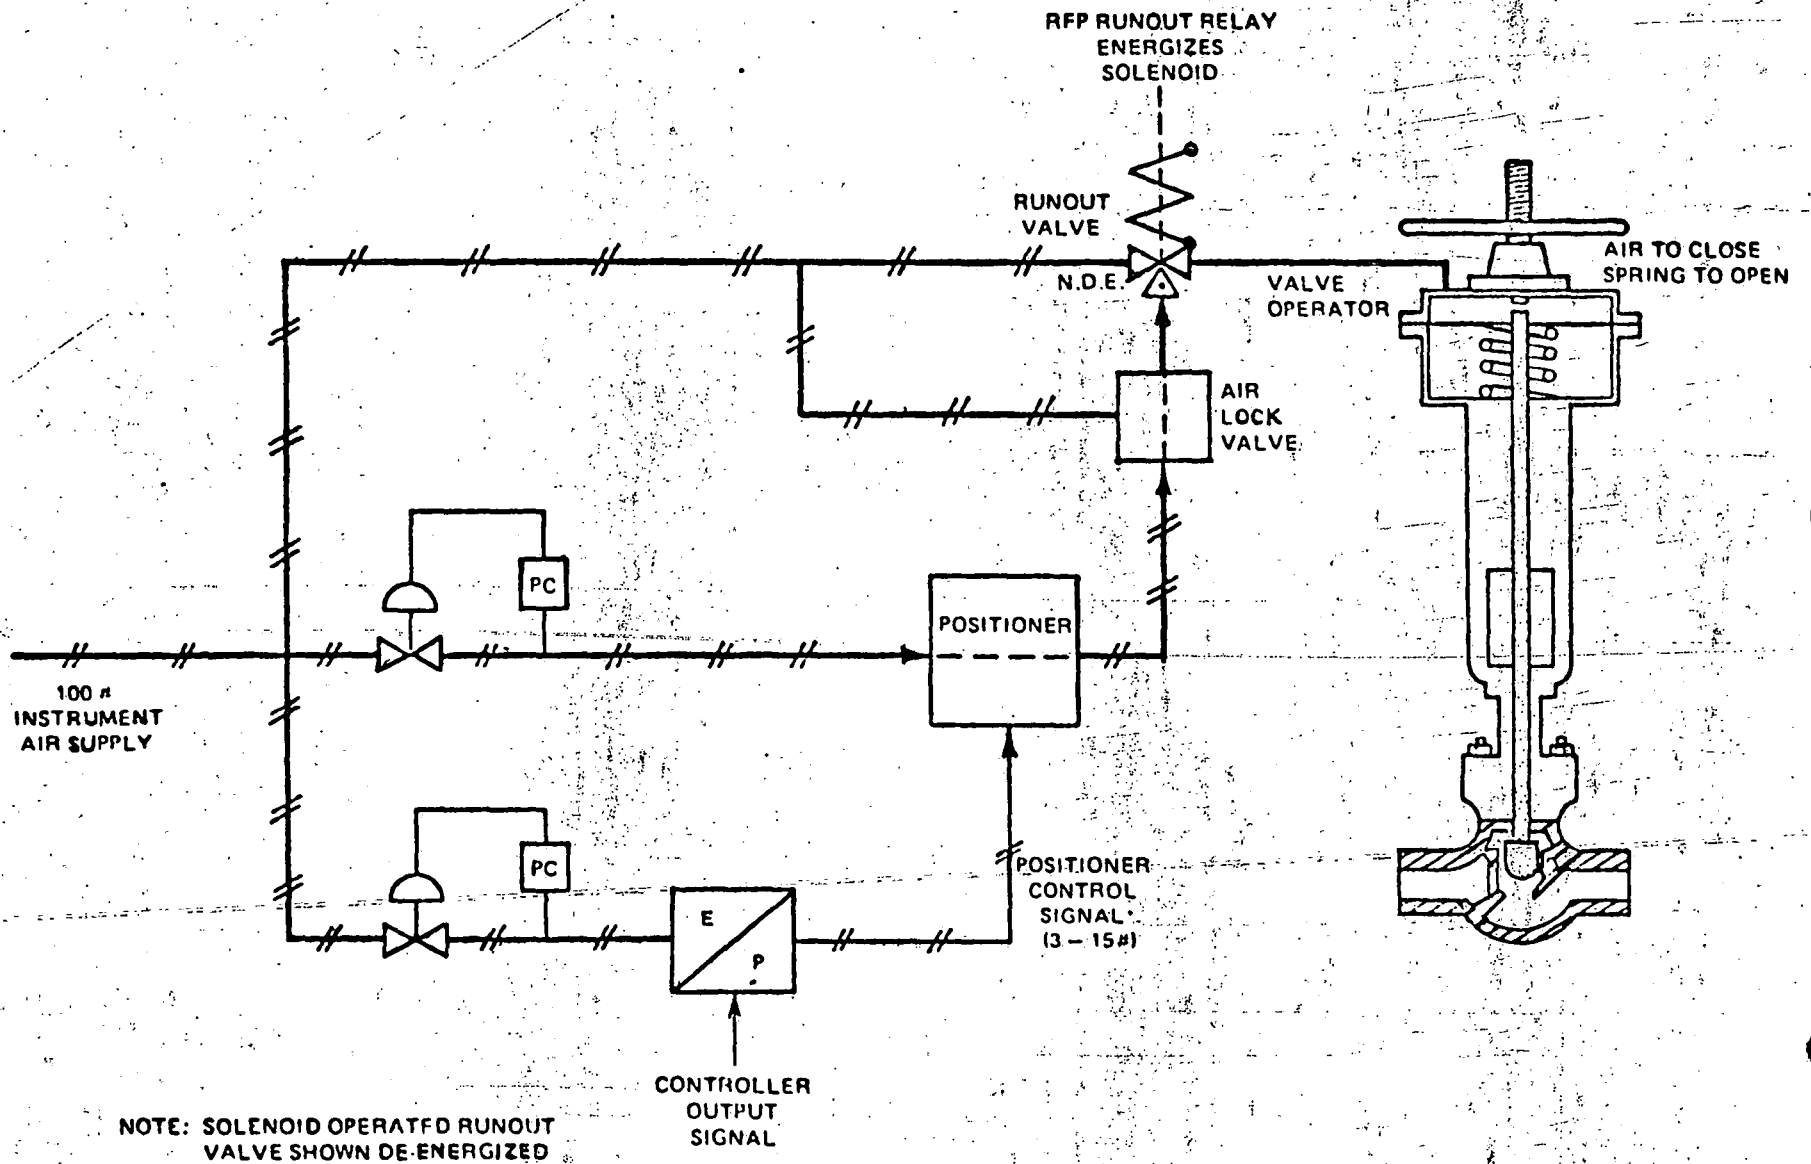 RFP RUNOUT RELAY
ENERGIZES
SOLENOID
RUNOUT
VALVE
N.D.E.
VALVE
OPERATOR
AIR TO CLOSE
SPRING TO OPEN
AIR
LOCK
VALVE
PC
POSITIONER
100 #
INSTRUMENT
AIR SUPPLY
PC
E
P
POSITIONER
CONTROL
SIGNAL
(3 – 15#)
CONTROLLER
OUTPUT
SIGNAL
NOTE: SOLENOID OPERATED RUNOUT
VALVE SHOWN DE-ENERGIZED